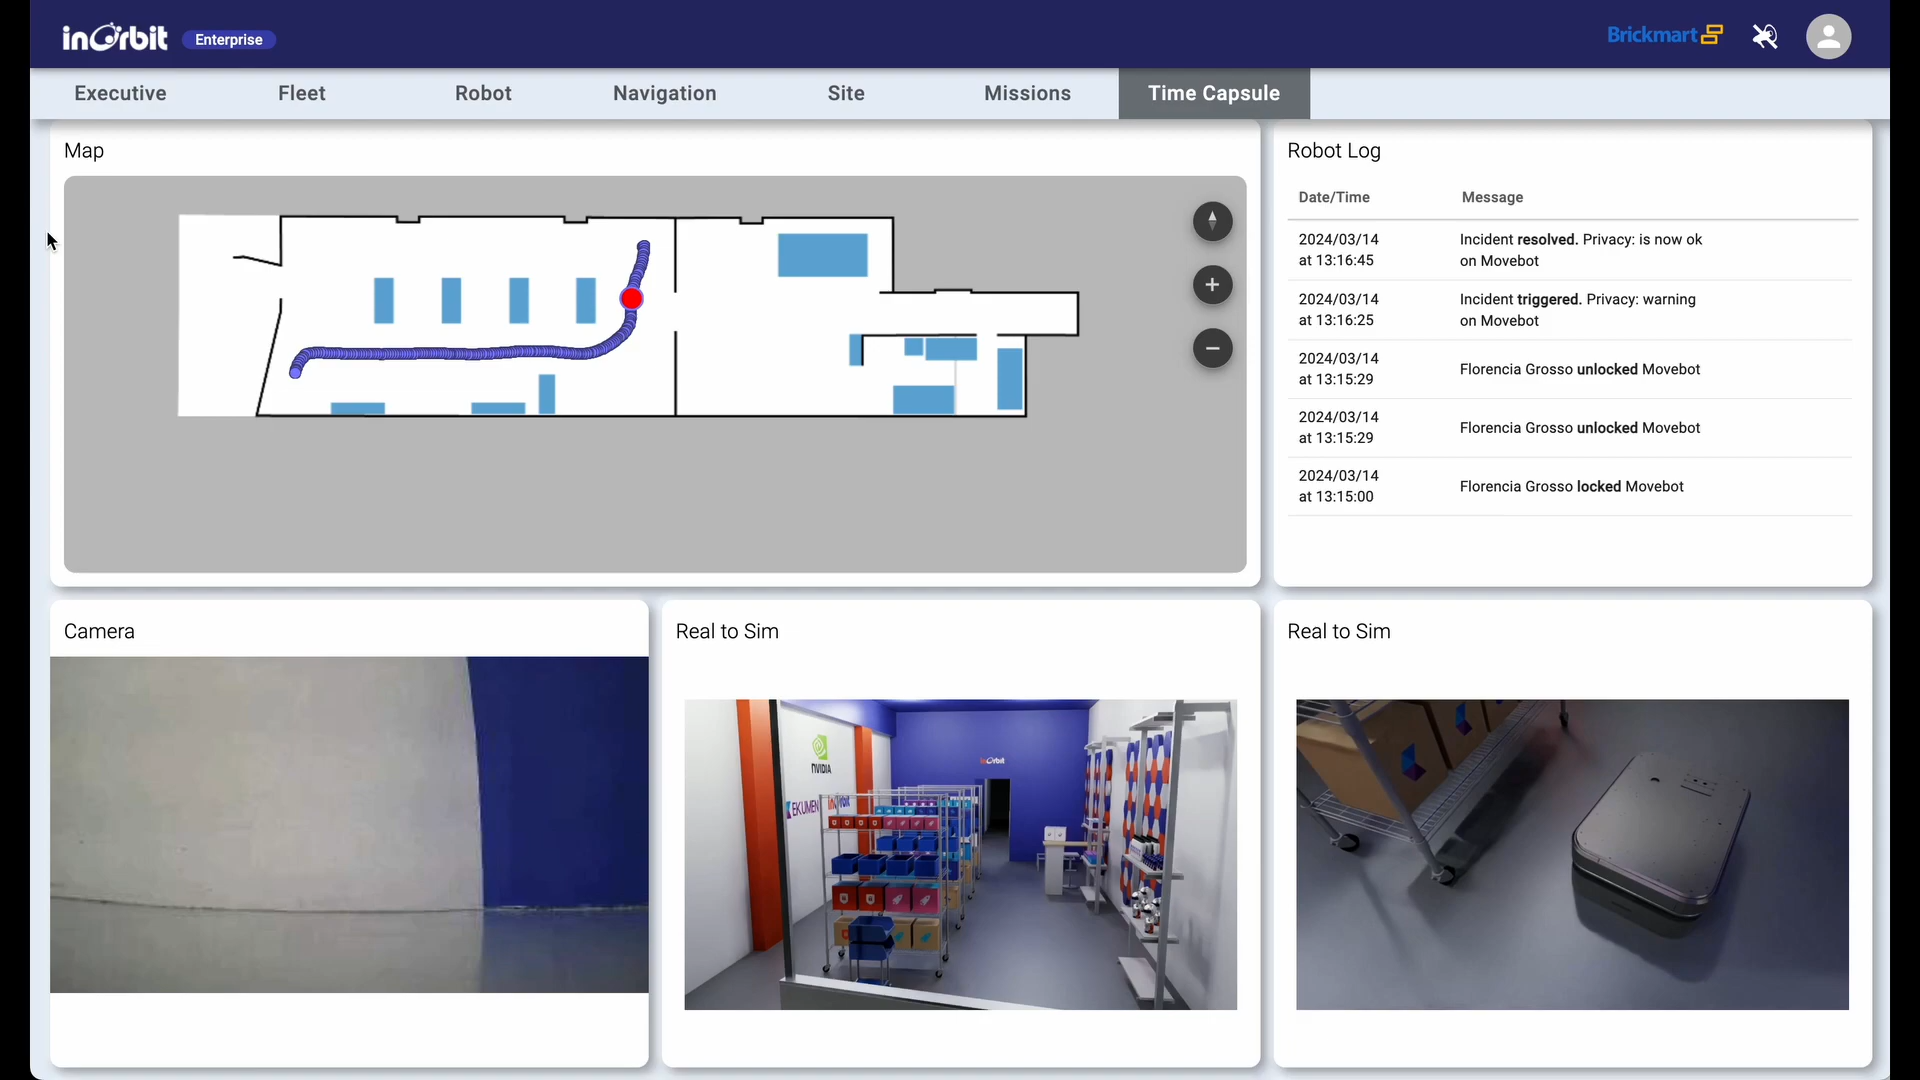 inOrbit Enterprise
Brickmart
Executive Fleet Robot Navigation Site Missions Time Capsule
Map
Robot Log
Date/Time Message
2024/03/14
at 13:16:45
Incident resolved. Privacy: is now ok
on Movebot
2024/03/14
at 13:16:25
Incident triggered. Privacy: warning
on Movebot
2024/03/14
at 13:15:29
Florencia Grosso unlocked Movebot
2024/03/14
at 13:15:29
Florencia Grosso unlocked Movebot
2024/03/14
at 13:15:00
Florencia Grosso locked Movebot
Camera
Real to Sim
Real to Sim
inOrbit
NVIDIA
EKUMEN
inOrbit